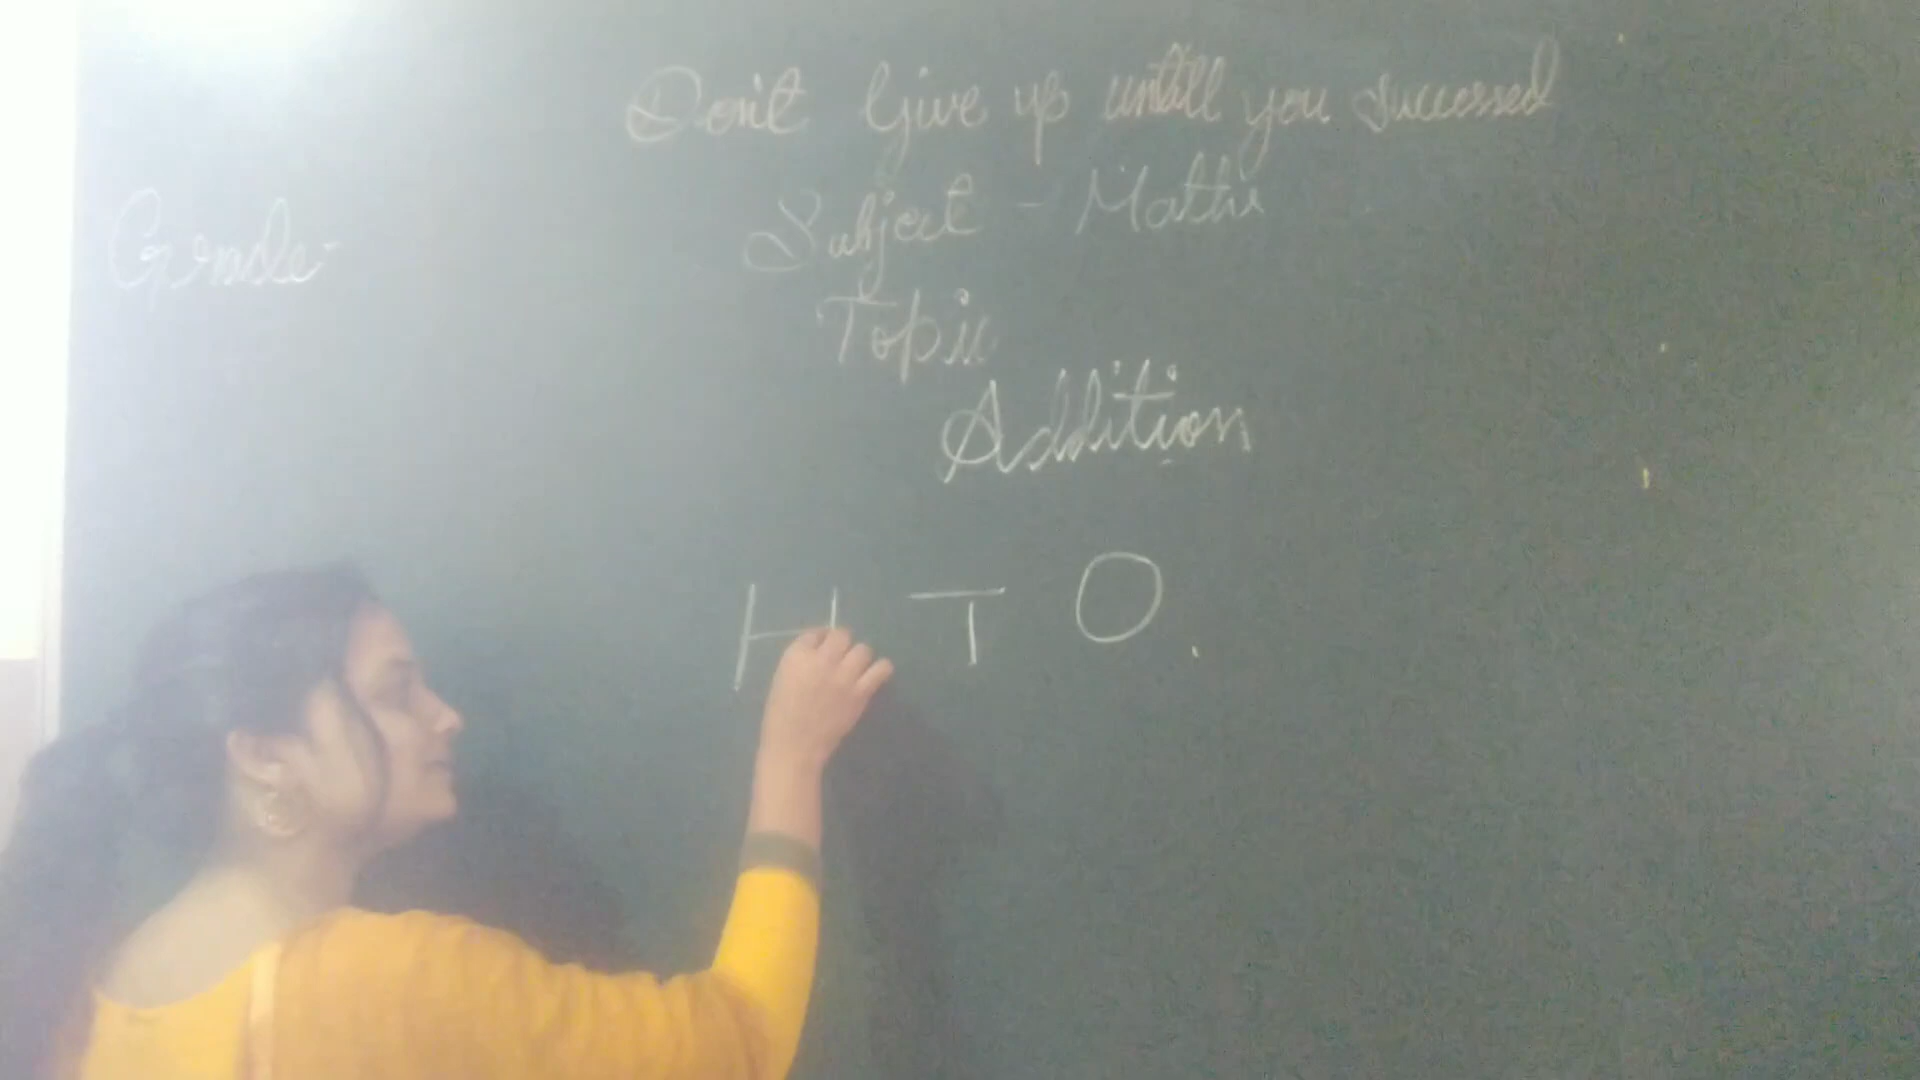 Don't Give up untill you successed
Subject - Maths
Grade-
Topic
Addition
H T O